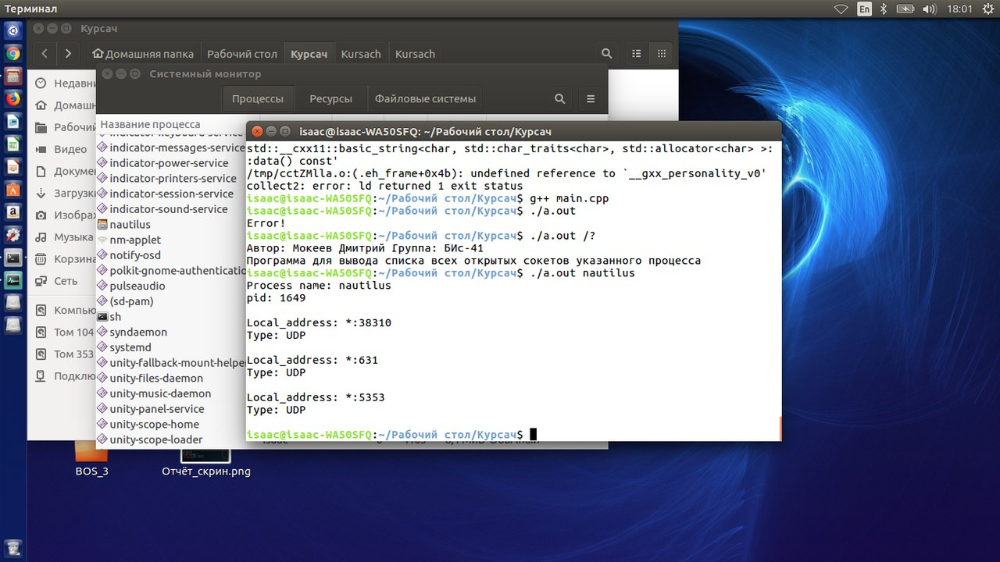 Терминал
En
18:01
Курсач
Домашняя папка
Рабочий стол
Курсач
Kursach
Kursach
Недавн
Домашн
Рабочий
Видео
Докумен
Загрузк
Изображ
Музыка
Корзина
Сеть
Компью
Том 104
Том 353
Подклю
Системный монитор
Процессы
Ресурсы
Файловые системы
Название процесса
indicator-keyboard-service
indicator-messages-service
indicator-power-service
indicator-printers-service
indicator-session-service
indicator-sound-service
nautilus
nm-applet
notify-osd
polkit-gnome-authenticatio
pulseaudio
(sd-pam)
sh
syndaemon
systemd
unity-fallback-mount-helper
unity-files-daemon
unity-music-daemon
unity-panel-service
unity-scope-home
unity-scope-loader
isaac@isaac-WA50SFQ: ~/Рабочий стол/Курсач
std::__cxx11::basic_string<char, std::char_traits<char>, std::allocator<char> >:
:data() const'
/tmp/cctZMlla.o:(.eh_frame+0x4b): undefined reference to `__gxx_personality_v0'
collect2: error: ld returned 1 exit status
isaac@isaac-WA50SFQ:~/Рабочий стол/Курсач$ g++ main.cpp
isaac@isaac-WA50SFQ:~/Рабочий стол/Курсач$ ./a.out
Error!
isaac@isaac-WA50SFQ:~/Рабочий стол/Курсач$ ./a.out /?
Автор: Мокеев Дмитрий Группа: БИс-41
Программа для вывода списка всех открытых сокетов указанного процесса
isaac@isaac-WA50SFQ:~/Рабочий стол/Курсач$ ./a.out nautilus
Process name: nautilus
pid: 1649
Local_address: *:38310
Type: UDP
Local_address: *:631
Type: UDP
Local_address: *:5353
Type: UDP
isaac@isaac-WA50SFQ:~/Рабочий стол/Курсач$
BOS_3
Отчёт_скрин.png